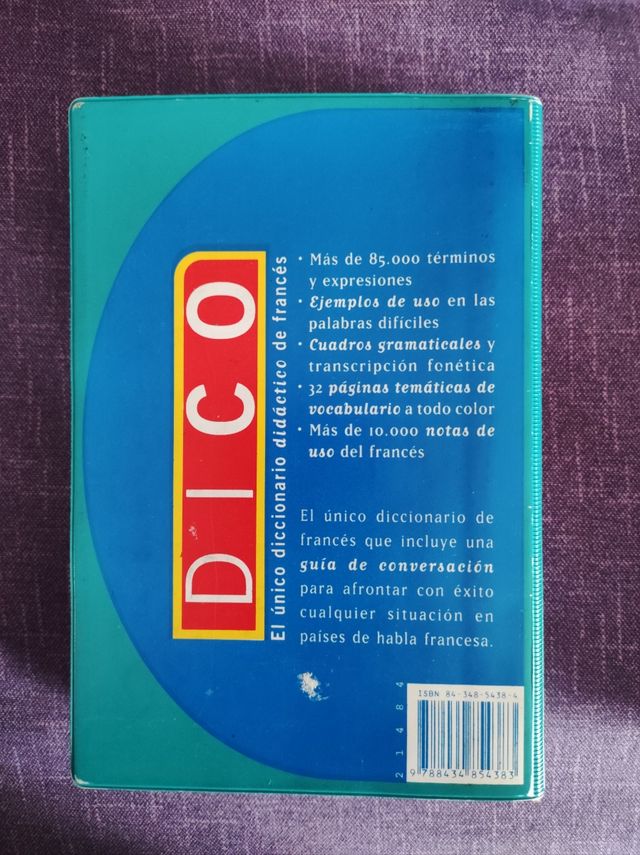 DICO
El único diccionario didáctico de francés
• Más de 85.000 términos
y expresiones
• Ejemplos de uso en las
palabras difíciles
• Cuadros gramaticales y
transcripción fonética
• 32 páginas temáticas de
vocabulario a todo color
• Más de 10.000 notas de
uso del francés
El único diccionario de
francés que incluye una
guía de conversación
para afrontar con éxito
cualquier situación en
países de habla francesa.
21484
ISBN 84-348-5438-4
9 788434 854383